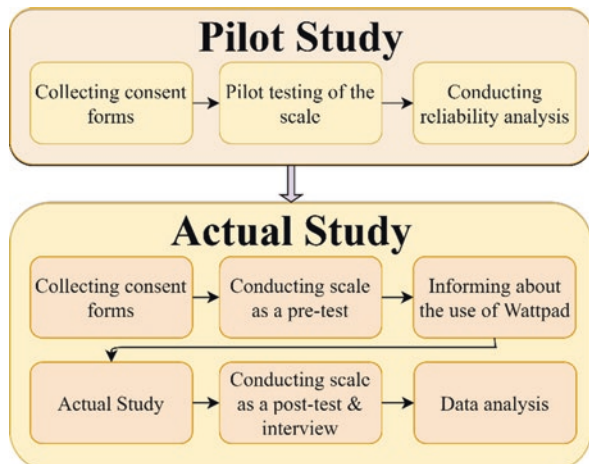 Pilot Study
Collecting consent
forms
Pilot testing of the
scale
Conducting
reliability analysis
Actual Study
Collecting consent
forms
Conducting scale
as a pre-test
Informing about
the use of Wattpad
Actual Study
Conducting scale
as a post-test &
interview
Data analysis